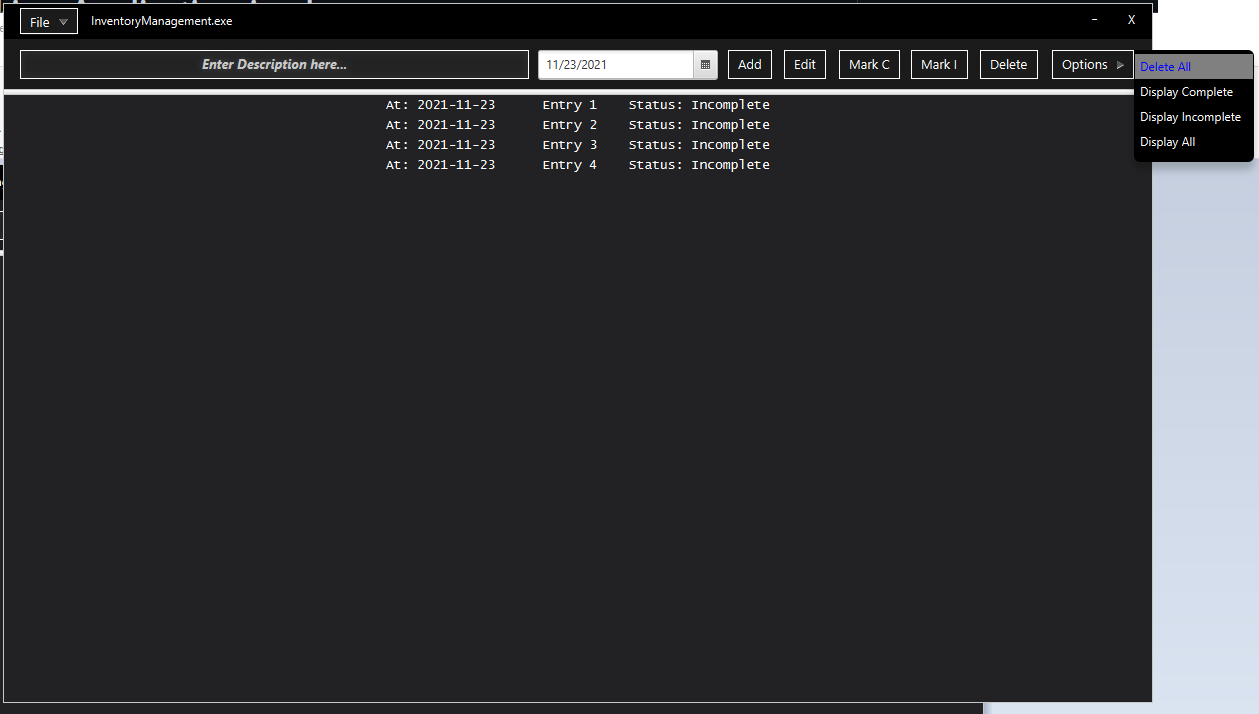 File InventoryManagement.exe - X
Enter Description here... 11/23/2021 Add Edit Mark C Mark I Delete Options
Delete All
Display Complete
Display Incomplete
Display All
At: 2021-11-23 Entry 1 Status: Incomplete
At: 2021-11-23 Entry 2 Status: Incomplete
At: 2021-11-23 Entry 3 Status: Incomplete
At: 2021-11-23 Entry 4 Status: Incomplete